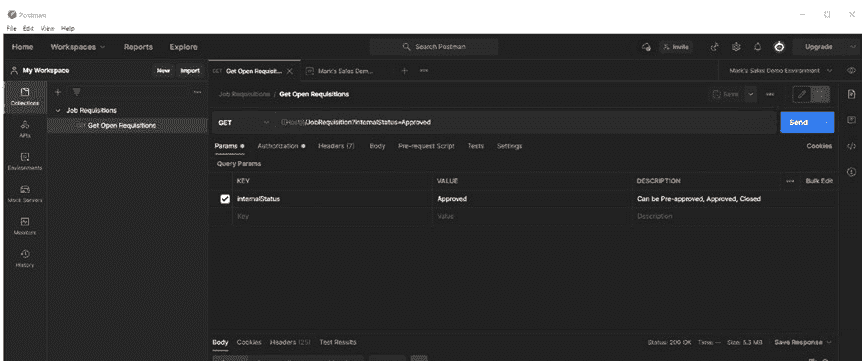 Postman
File Edit View Help
Home Workspaces Reports Explore Search Postman Invite Upgrade
My Workspace New Import GET Get Open Requisit... Mark's Sales Dem... Mark's Sales Demo Environment
Collections
Job Requisitions
GET Get Open Requisitions
APIs
Environments
Mock Servers
Monitors
History
Job Requisitions / Get Open Requisitions Save
GET {{Host}}/JobRequisition?internalStatus=Approved Send
Params Authorization Headers (7) Body Pre-request Script Tests Settings Cookies
Query Params
KEY VALUE DESCRIPTION Bulk Edit
internalStatus Approved Can be Pre-approved, Approved, Closed
Key Value Description
Body Cookies Headers (25) Test Results Status: 200 OK Time: Size: 5.3 MB Save Response